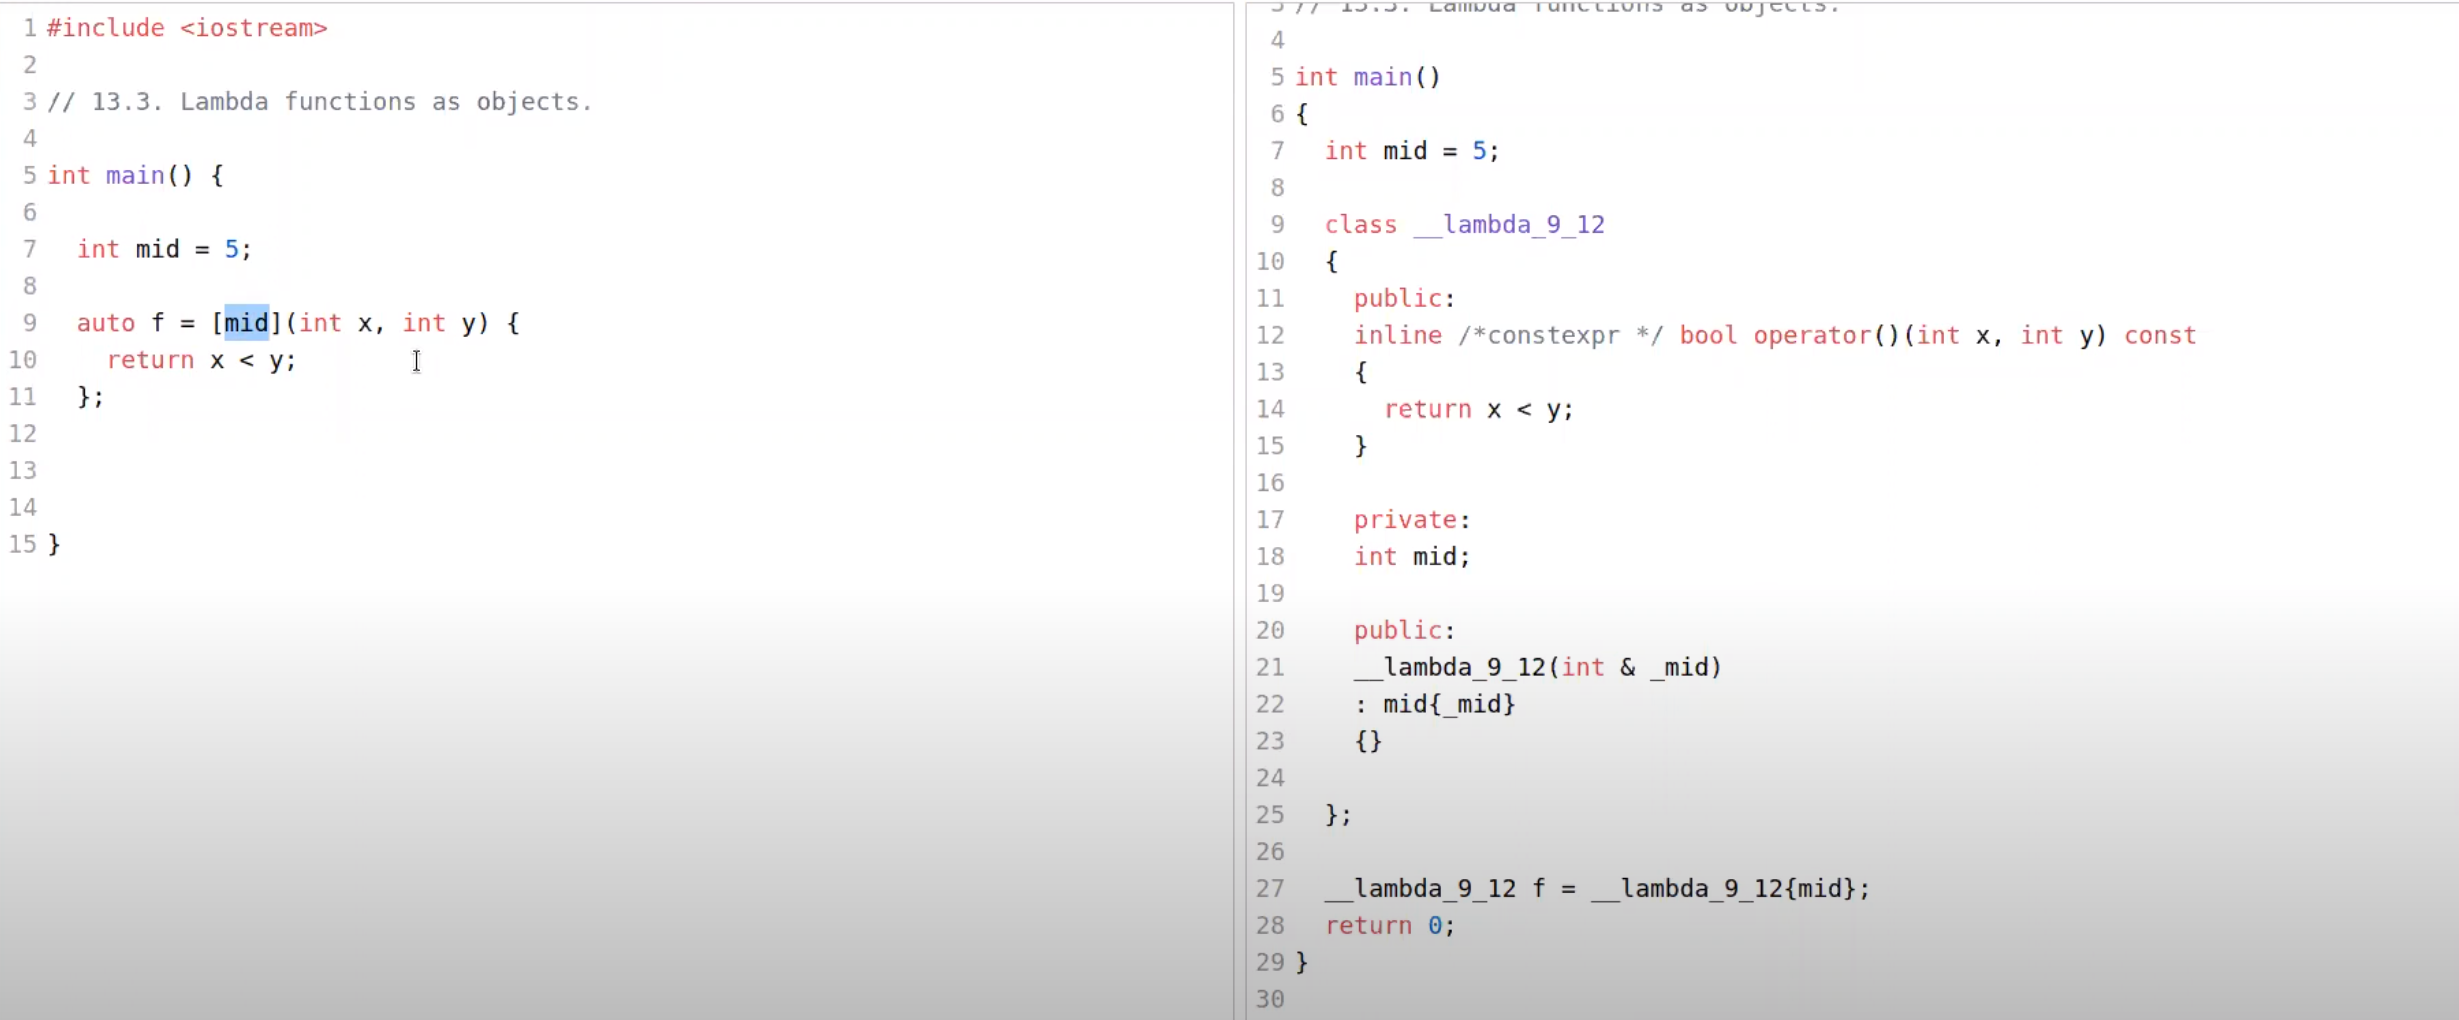 1 #include <iostream>
2
3 // 13.3. Lambda functions as objects.
4
5 int main() {
6
7   int mid = 5;
8
9   auto f = [mid](int x, int y) {
10     return x < y;
11   };
12
13
14
15 }
3 // 13.3. Lambda functions as objects.
4
5 int main()
6 {
7   int mid = 5;
8
9   class __lambda_9_12
10   {
11     public:
12     inline /*constexpr */ bool operator()(int x, int y) const
13     {
14       return x < y;
15     }
16
17     private:
18     int mid;
19
20     public:
21     __lambda_9_12(int & _mid)
22     : mid{_mid}
23     {}
24
25   };
26
27   __lambda_9_12 f = __lambda_9_12{mid};
28   return 0;
29 }
30